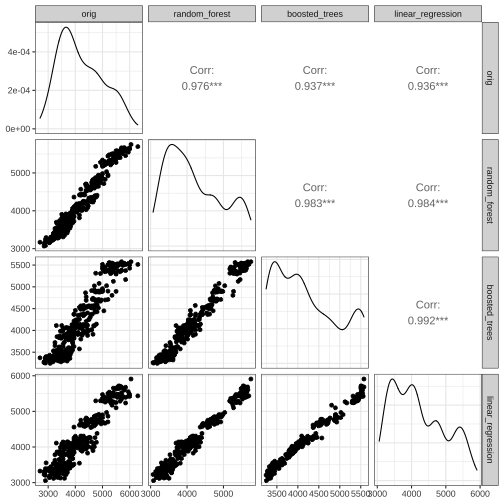 orig random_forest boosted_trees linear_regression
4e-04
2e-04
0e+00
Corr:
0.976***
Corr:
0.937***
Corr:
0.936***
orig
5000
4000
3000
Corr:
0.983***
Corr:
0.984***
random_forest
5500
5000
4500
4000
3500
Corr:
0.992***
boosted_trees
6000
5000
4000
3000
linear_regression
3000 4000 5000 6000 3000 4000 5000 3500 4000 4500 5000 5500 3000 4000 5000 6000